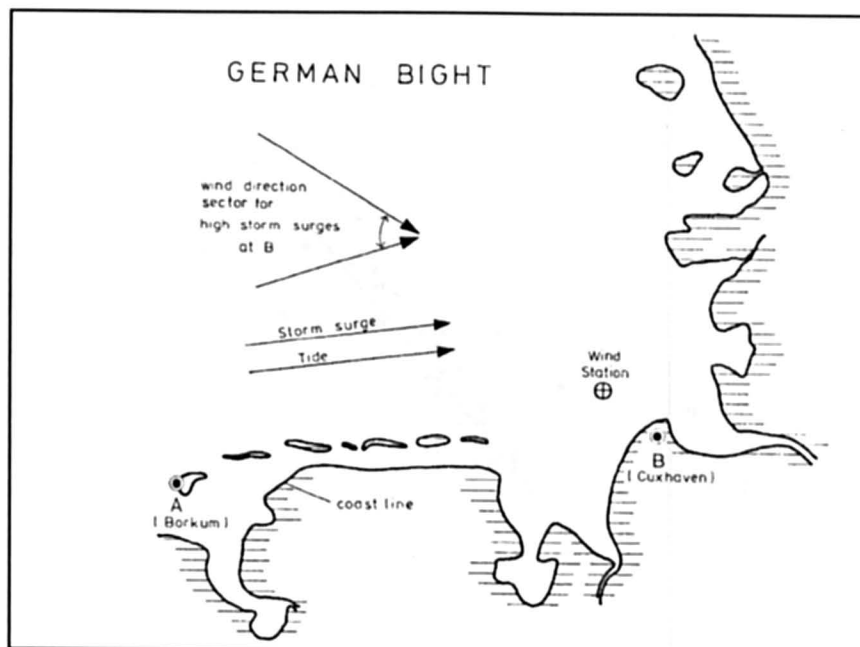 GERMAN BIGHT
wind direction
sector for
high storm surges
at B
Storm surge
Tide
Wind
Station
B
(Cuxhaven)
A
(Borkum)
coast line